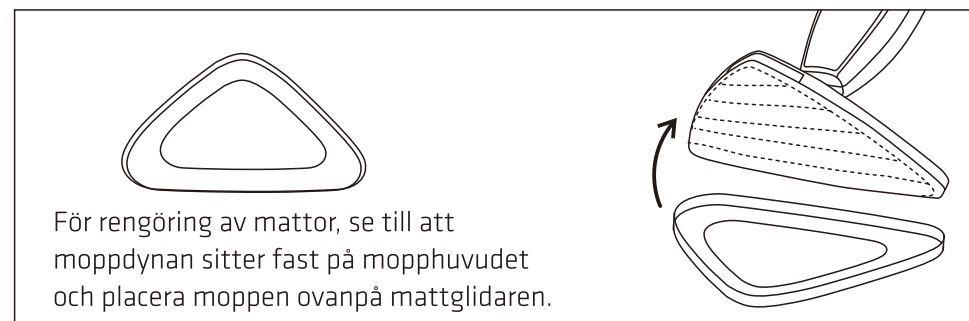 För rengöring av mattor, se till att
moppdynan sitter fast på mopphuvudet
och placera moppen ovanpå mattglidaren.